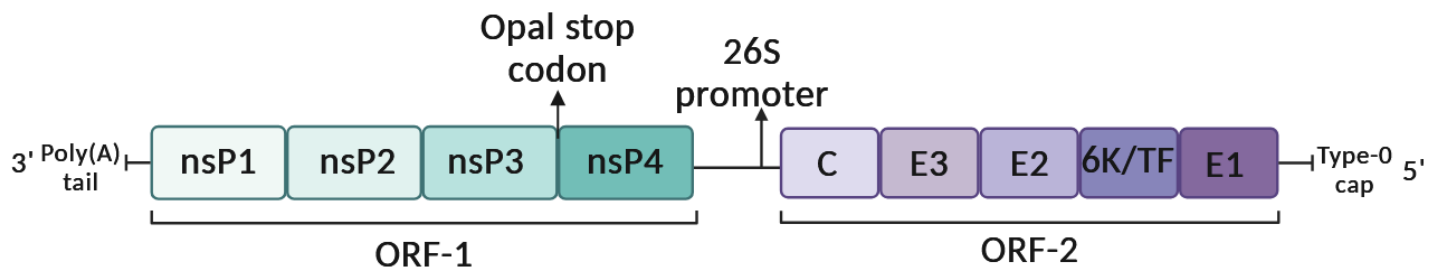 Opal stop
codon
26S
promoter
3' Poly(A)
tail
nsP1 nsP2 nsP3 nsP4 C E3 E2 6K/TF E1
Type-0
cap
5'
ORF-1 ORF-2